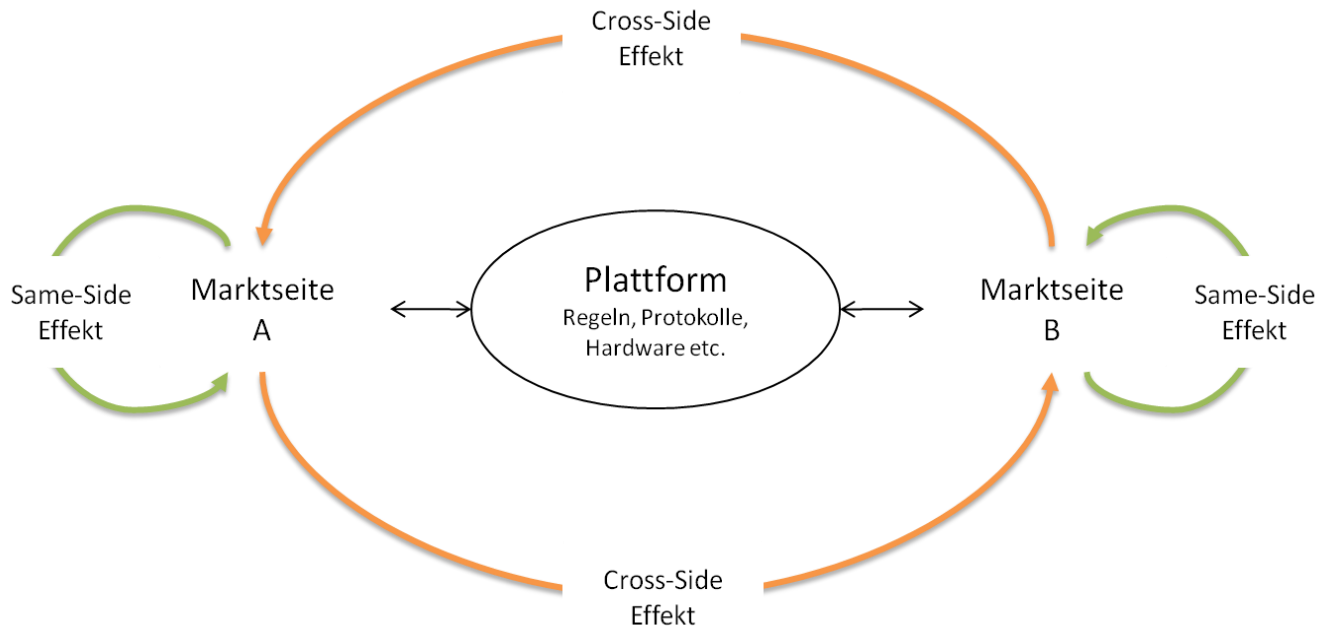 Cross-Side
Effekt
Same-Side
Effekt
Marktseite
A
Plattform
Regeln, Protokolle,
Hardware etc.
Marktseite
B
Same-Side
Effekt
Cross-Side
Effekt